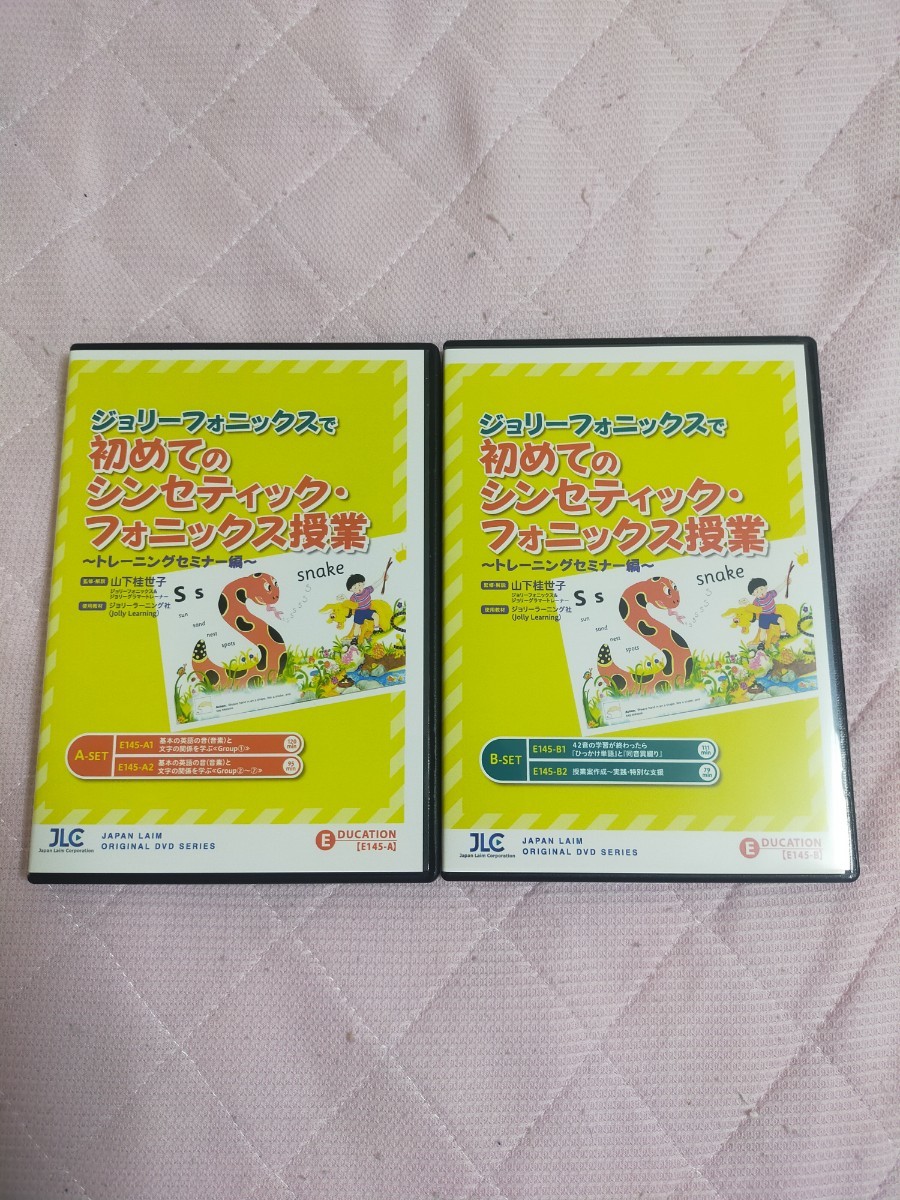 ジョリーフォニックスで
初めての
シンセティック・
フォニックス授業
～トレーニングセミナー編～
監修・解説 山下桂世子
ジョリーフォニックス&
ジョリーグラマートレーナー
使用教材 ジョリーラーニング社
(Jolly Learning)
S s
snake
sun
sand
nest
spots
A-SET
E145-A1 基本の英語の音(音素)と
文字の関係を学ぶ《Group①》
E145-A2 基本の英語の音(音素)と
文字の関係を学ぶ《Group②～⑦》
95 min
JLC
Japan Laim Corporation
JAPAN LAIM
ORIGINAL DVD SERIES
EDUCATION
【E145-A】
ジョリーフォニックスで
初めての
シンセティック・
フォニックス授業
～トレーニングセミナー編～
監修・解説 山下桂世子
ジョリーフォニックス&
ジョリーグラマートレーナー
使用教材 ジョリーラーニング社
(Jolly Learning)
S s
snake
sun
sand
nest
spots
B-SET
E145-B1 42音の学習が終わったら
「ひっかけ単語」と「同音異綴り」
111 min
E145-B2 授業案作成～実践・特別な支援
79 min
JLC
Japan Laim Corporation
JAPAN LAIM
ORIGINAL DVD SERIES
EDUCATION
【E145-B】